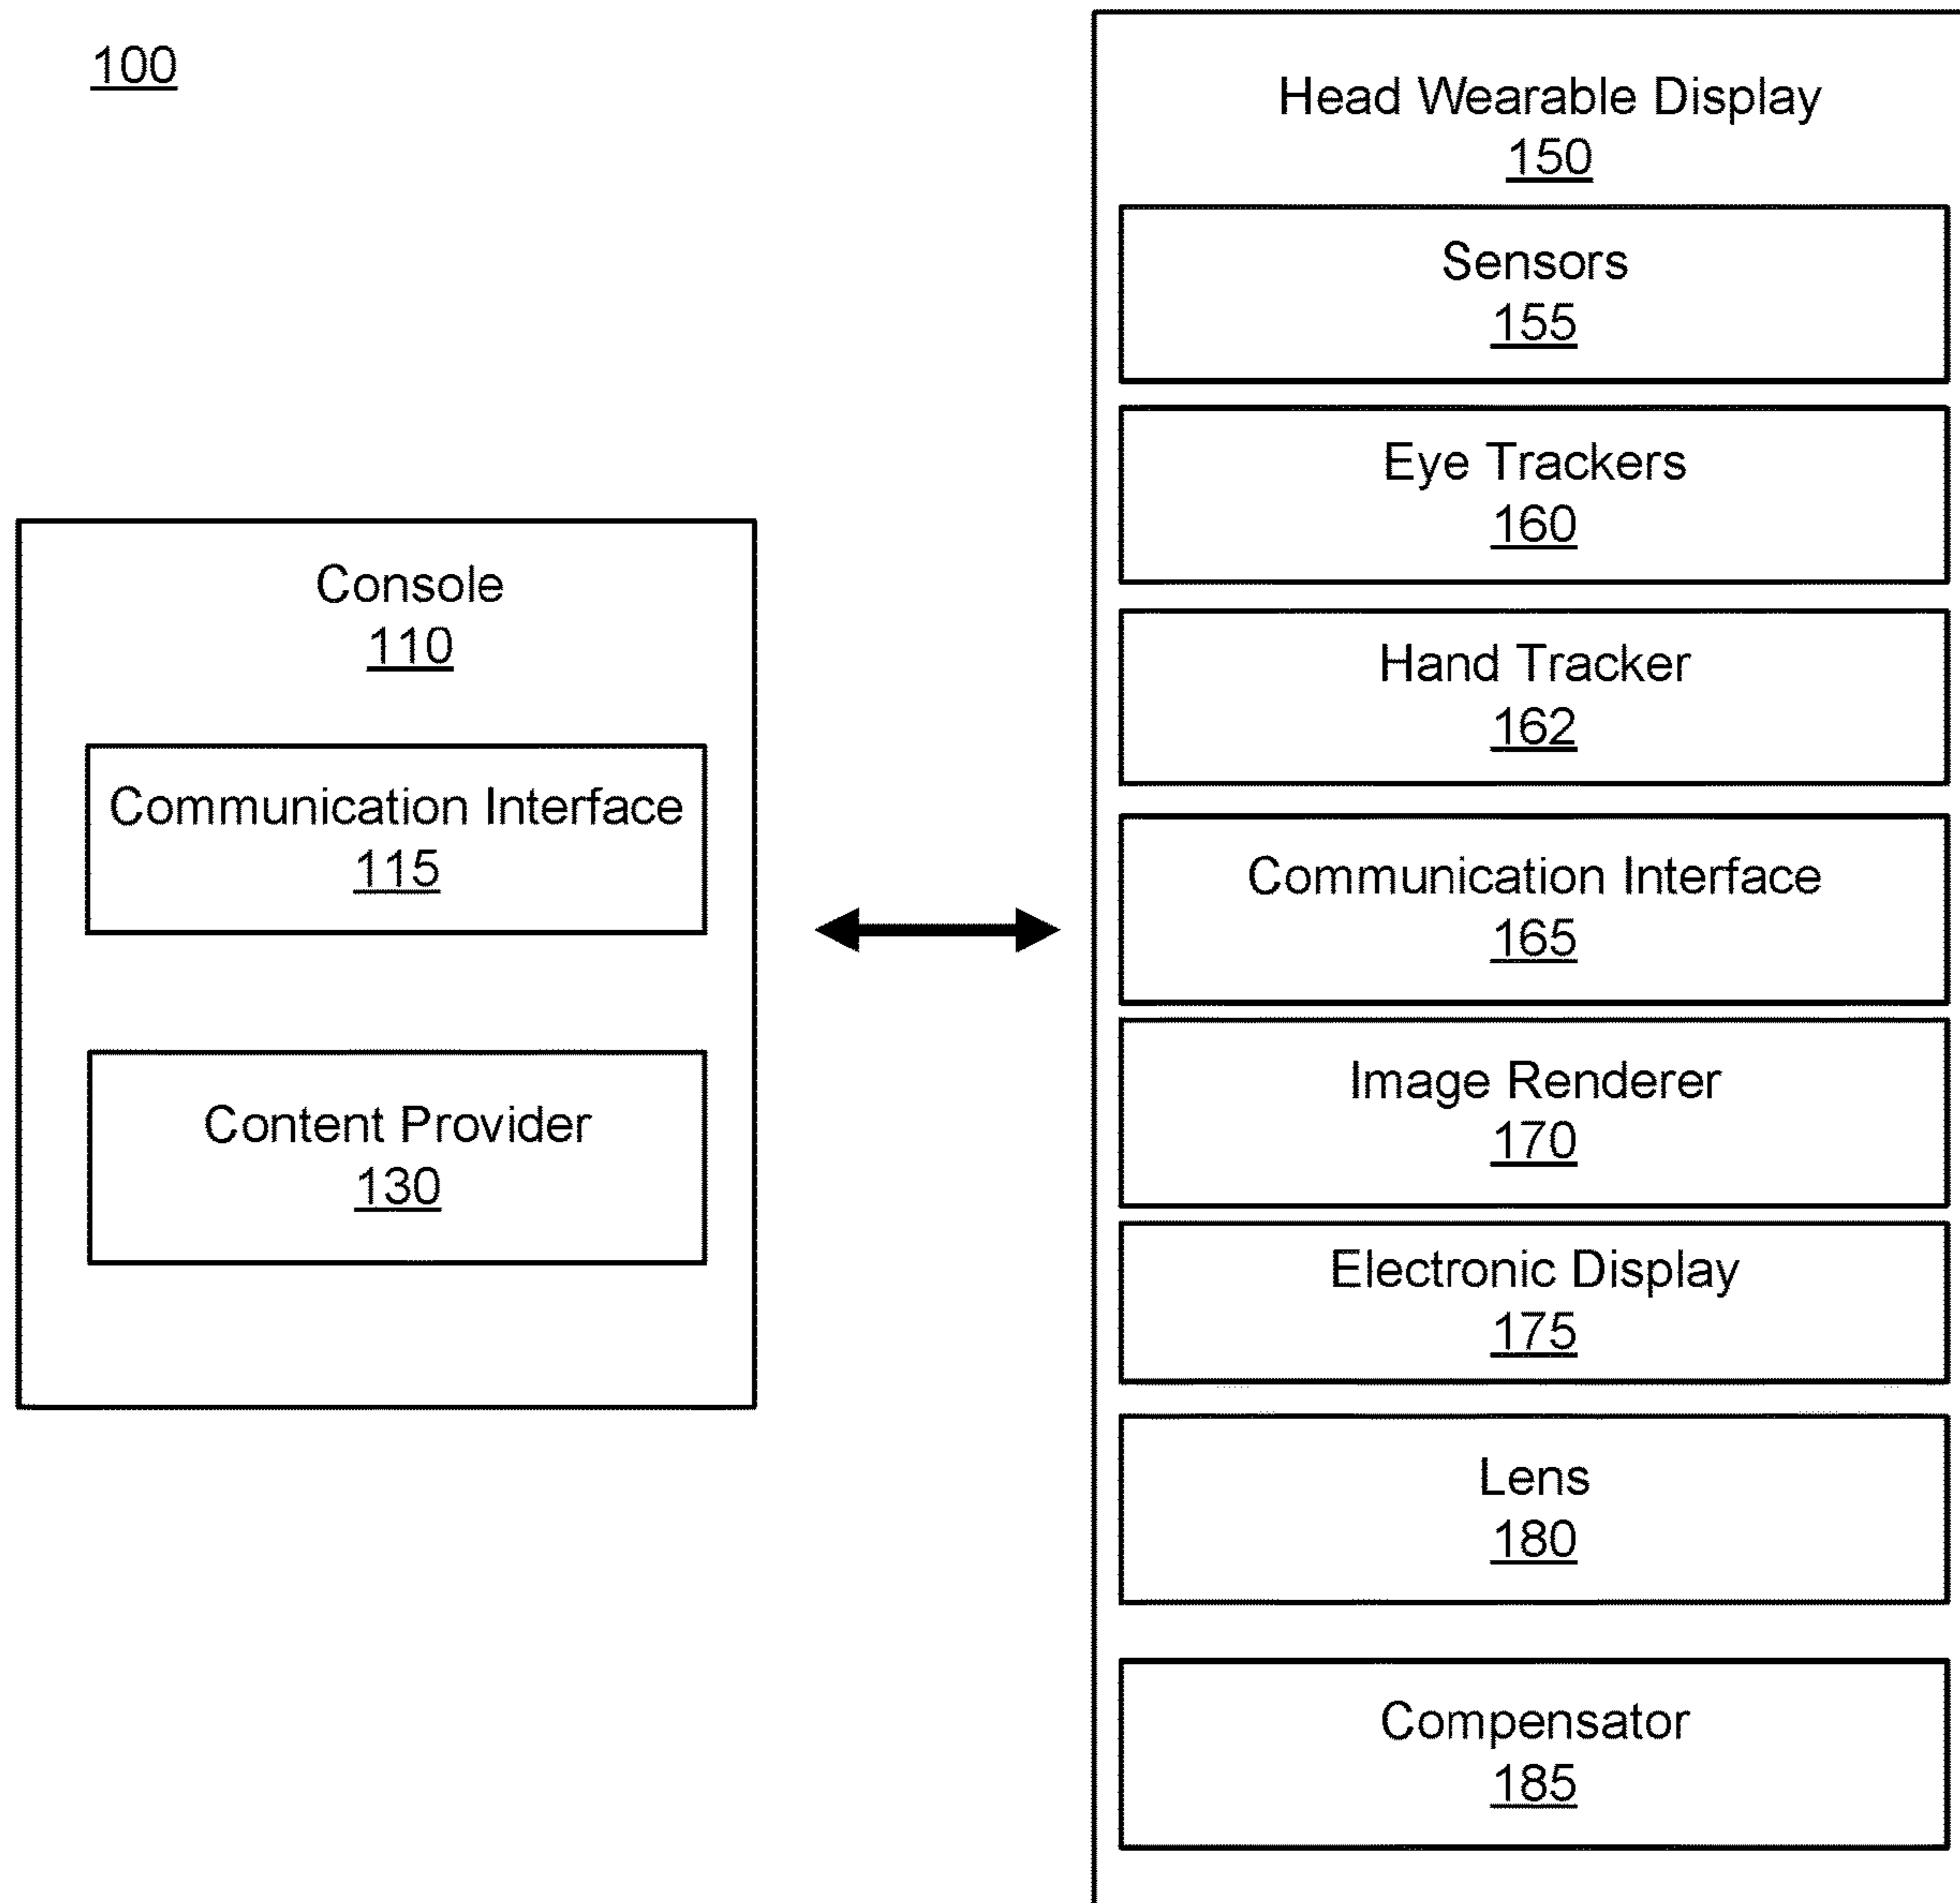 100
Console
110
Communication Interface
115
Content Provider
130
Head Wearable Display
150
Sensors
155
Eye Trackers
160
Hand Tracker
162
Communication Interface
165
Image Renderer
170
Electronic Display
175
Lens
180
Compensator
185